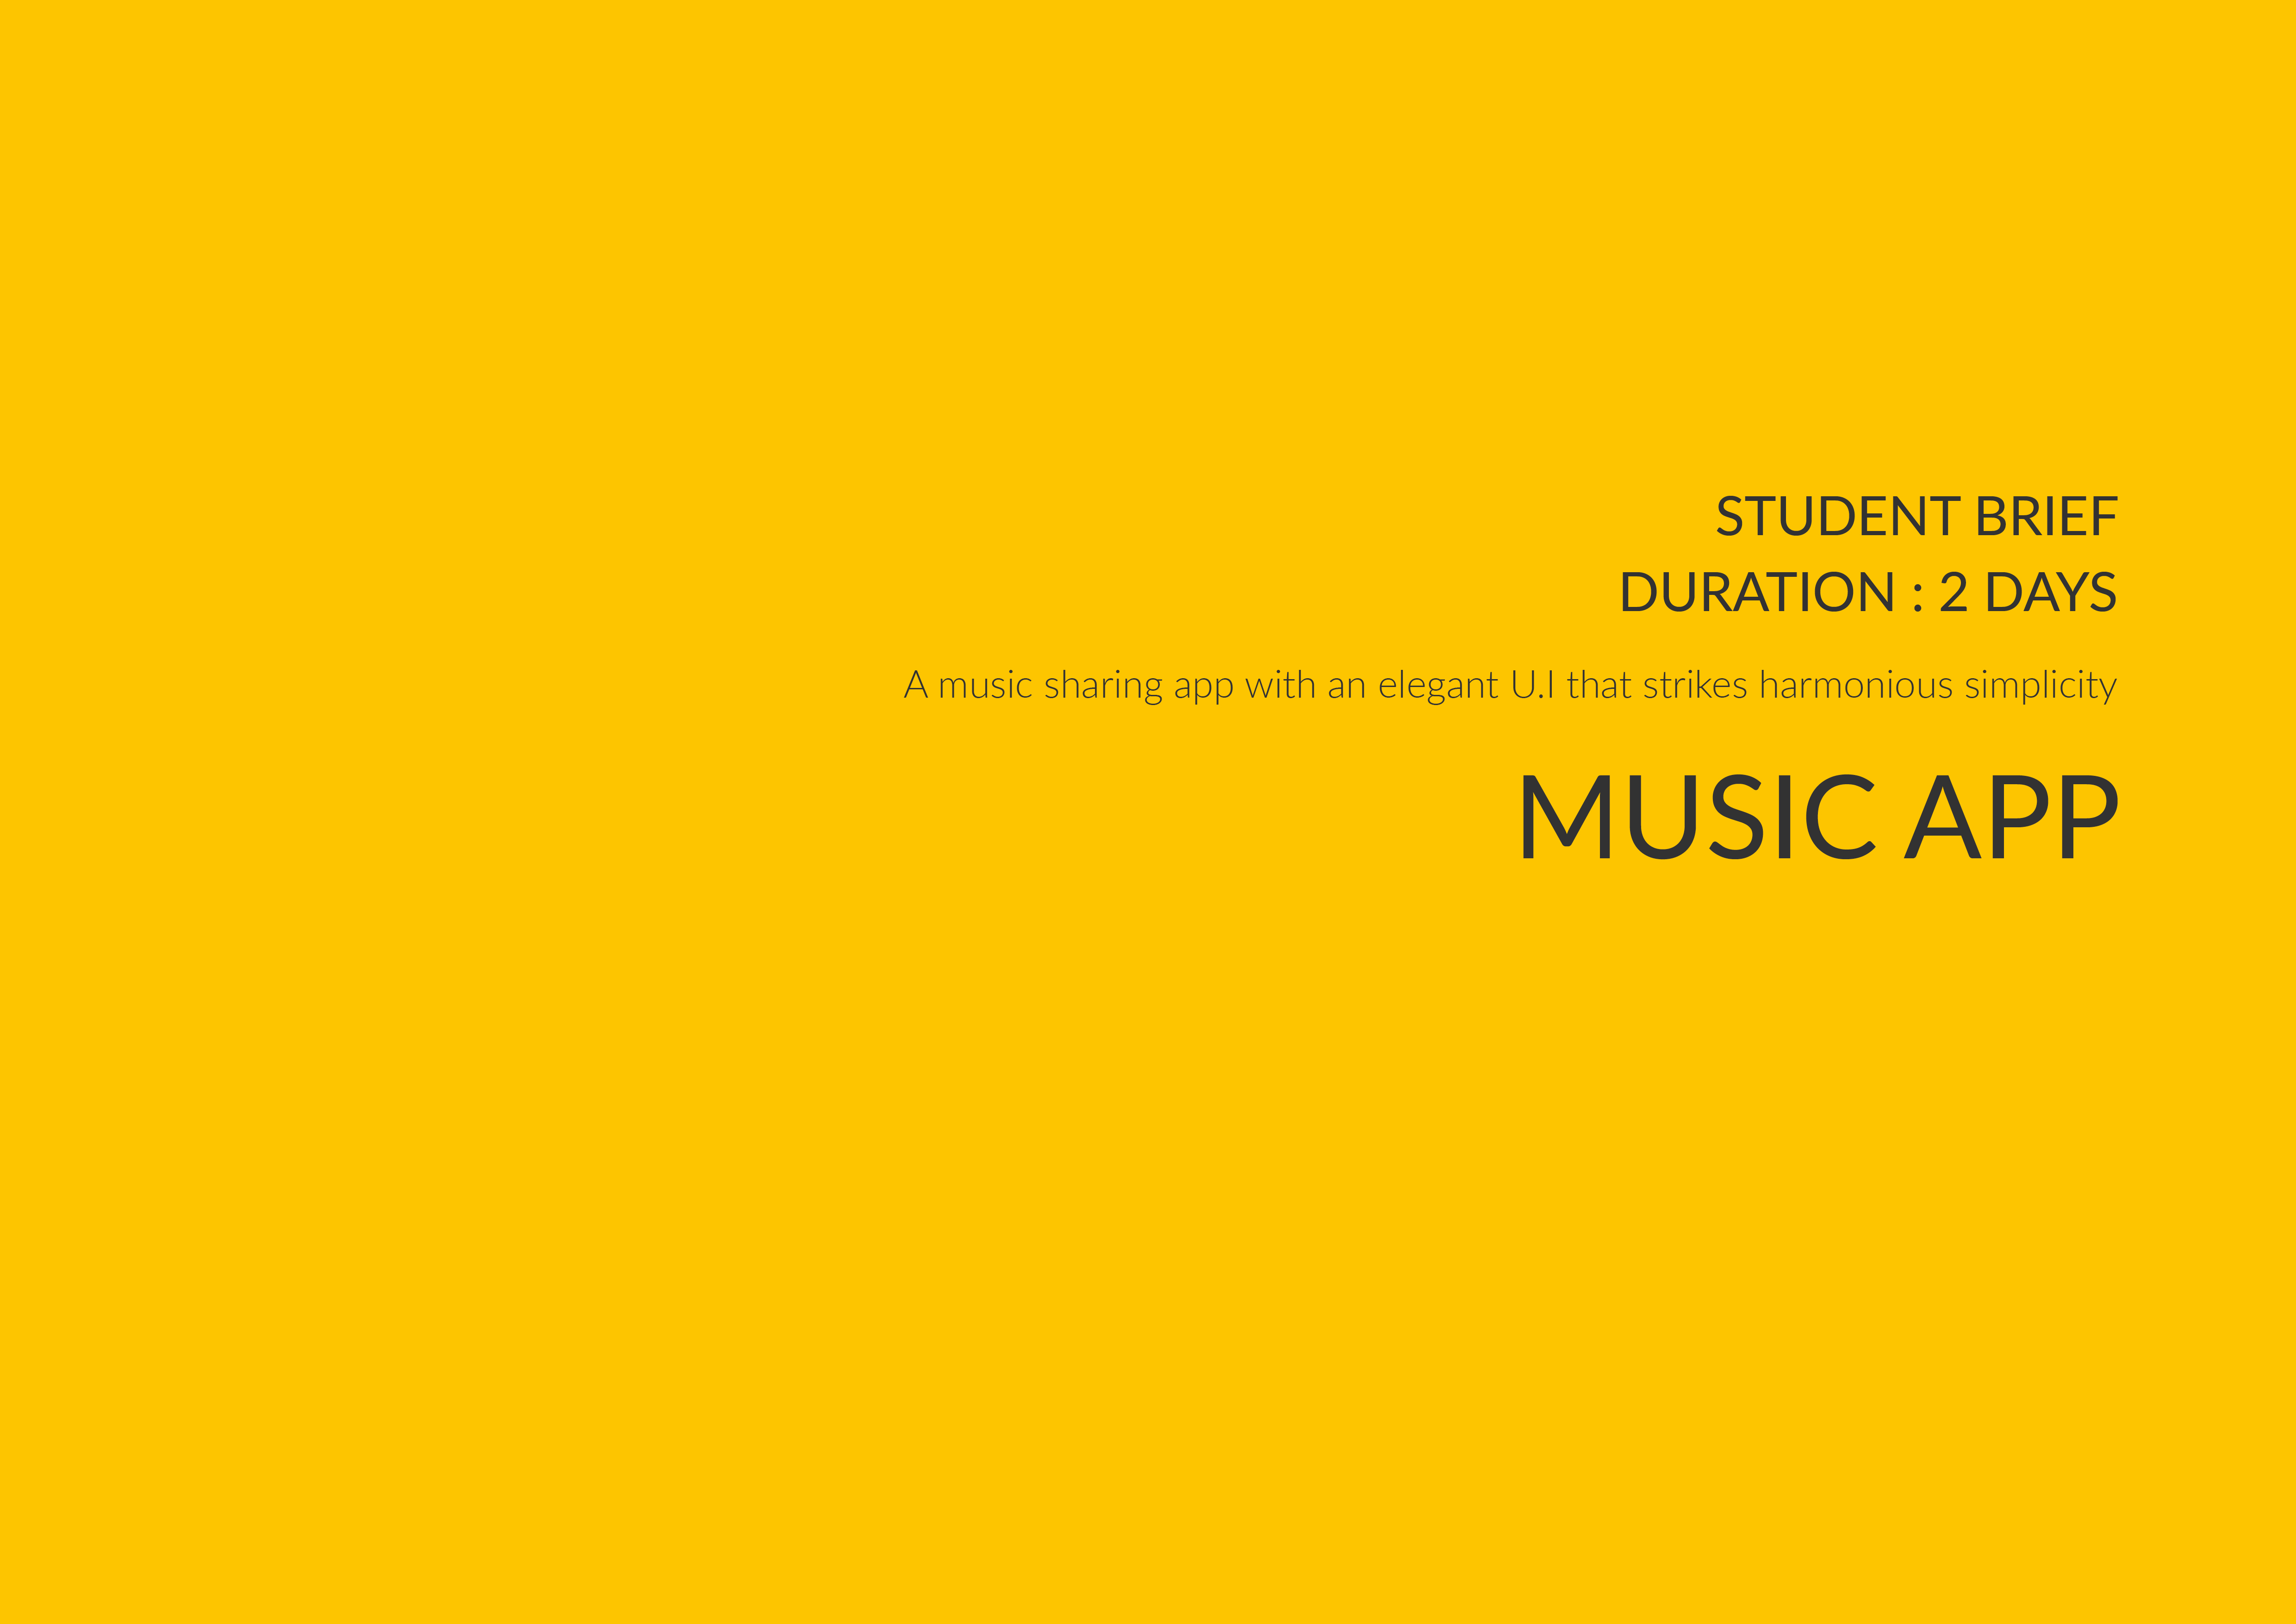 STUDENT BRIEF
DURATION : 2 DAYS
A music sharing app with an elegant U.I that strikes harmonious simplicity
MUSIC APP